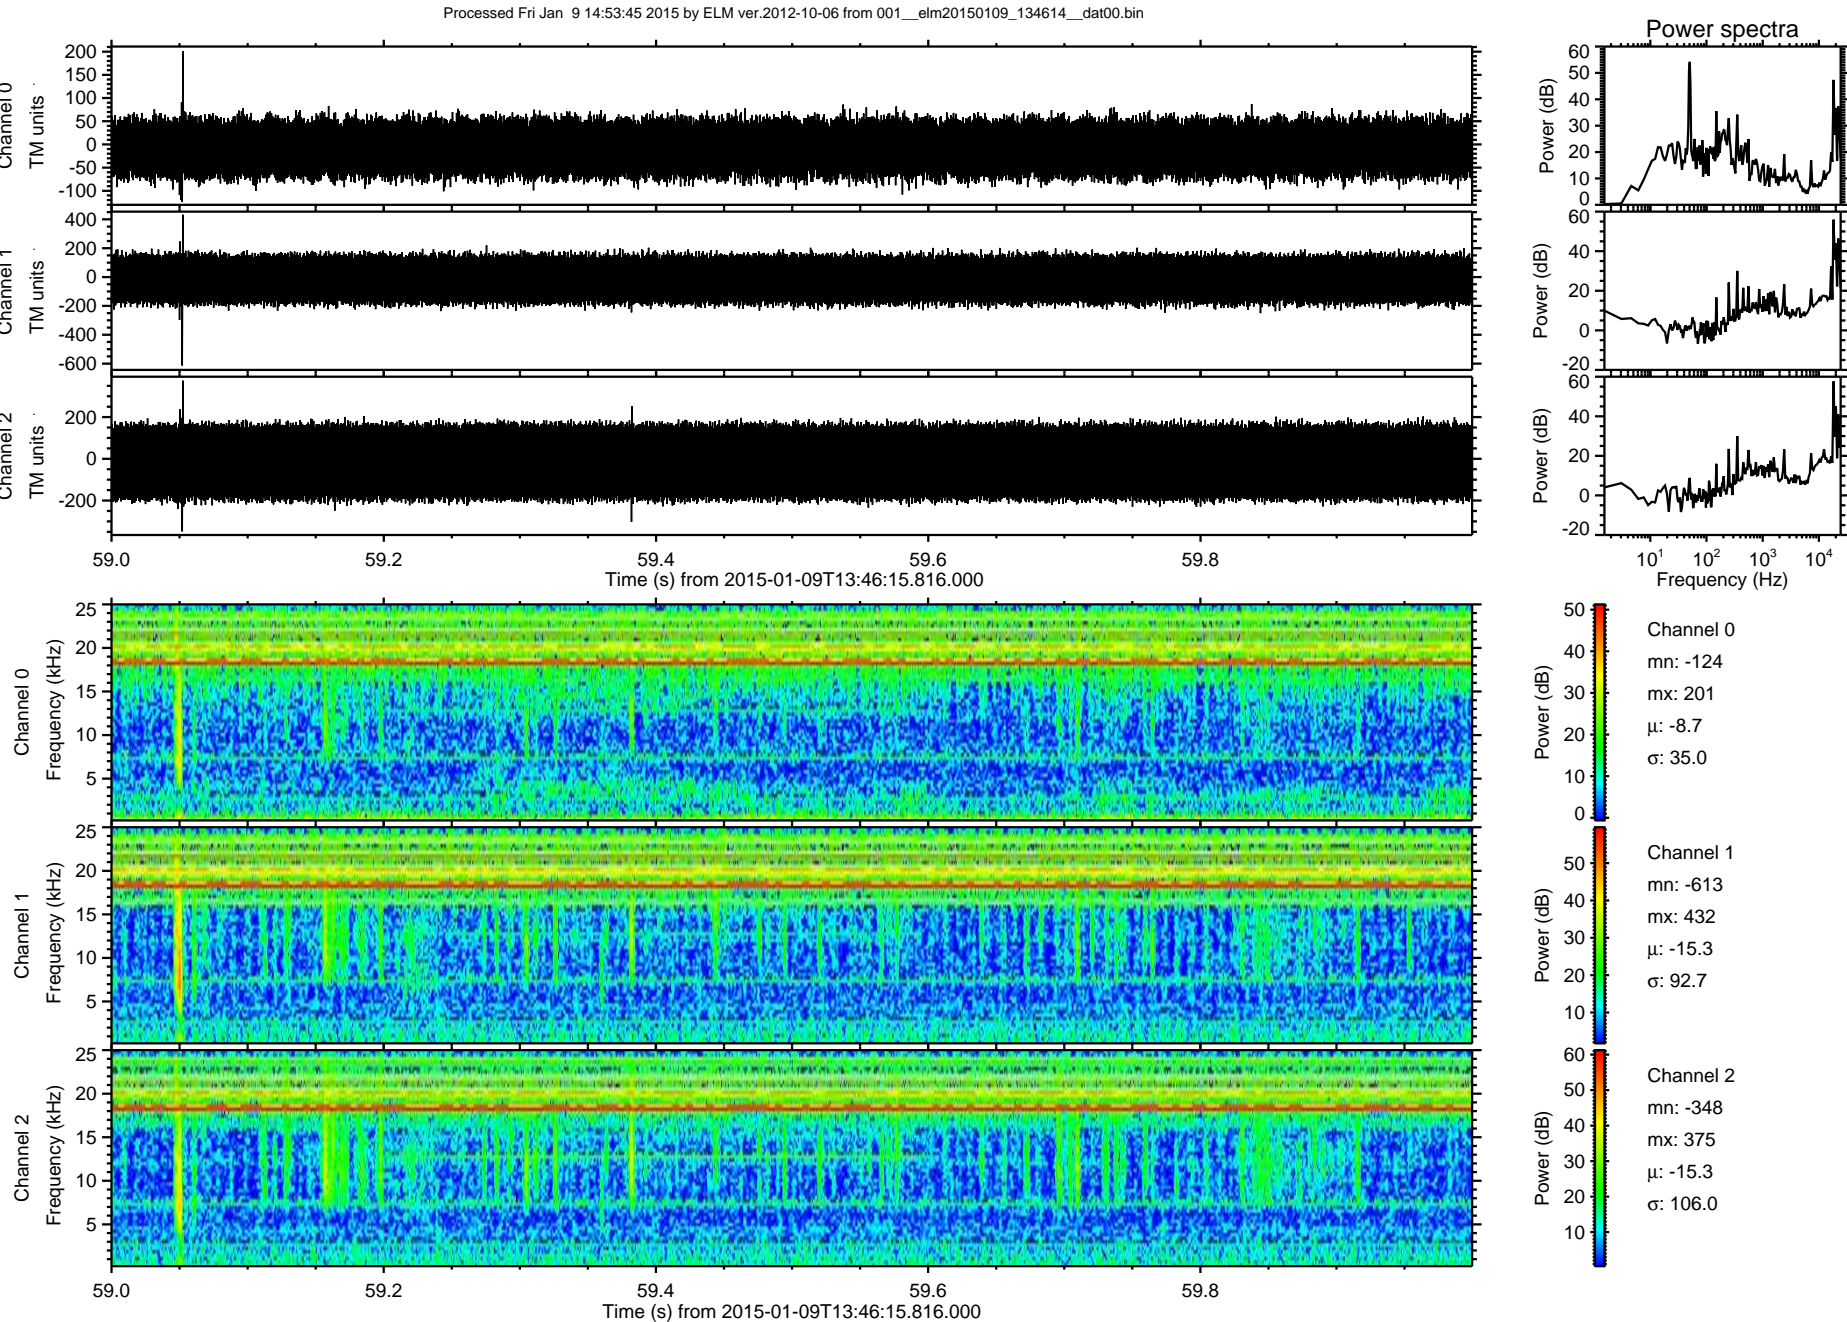 Processed Fri Jan 9 14:53:45 2015 by ELM ver.2012-10-06 from 001__elm20150109_134614__dat00.bin
Power spectra
Channel 0
TM units
200
150
100
50
0
-50
-100
Power (dB)
60
50
40
30
20
10
0
Channel 1
TM units
400
200
0
-200
-400
-600
Power (dB)
60
40
20
0
-20
Channel 2
TM units
200
0
-200
Power (dB)
60
40
20
0
-20
59.0 59.2 59.4 59.6 59.8
Time (s) from 2015-01-09T13:46:15.816.000
10^1 10^2 10^3 10^4
Frequency (Hz)
Channel 0
Frequency (kHz)
25
20
15
10
5
Power (dB)
50
40
30
20
10
0
Channel 0
mn: -124
mx: 201
μ: -8.7
σ: 35.0
Channel 1
Frequency (kHz)
25
20
15
10
5
Power (dB)
50
40
30
20
10
Channel 1
mn: -613
mx: 432
μ: -15.3
σ: 92.7
Channel 2
Frequency (kHz)
25
20
15
10
5
Power (dB)
60
50
40
30
20
10
Channel 2
mn: -348
mx: 375
μ: -15.3
σ: 106.0
59.0 59.2 59.4 59.6 59.8
Time (s) from 2015-01-09T13:46:15.816.000